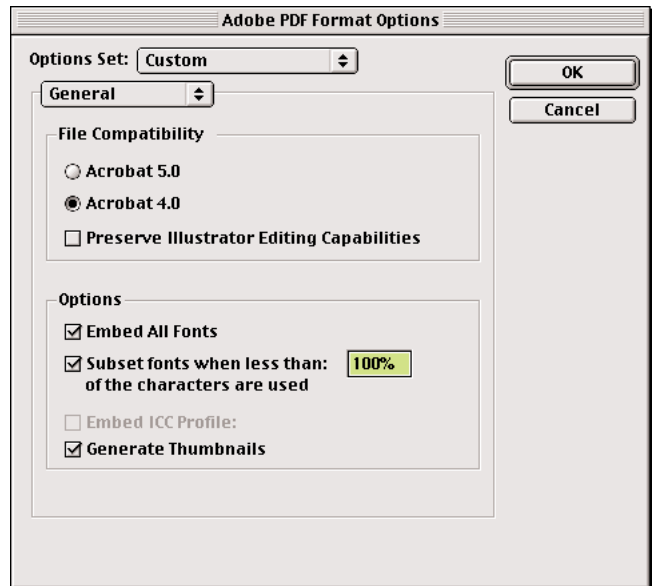 Adobe PDF Format Options
Options Set: Custom
OK
General
Cancel
File Compatibility
Acrobat 5.0
Acrobat 4.0
Preserve Illustrator Editing Capabilities
Options
Embed All Fonts
Subset fonts when less than: 100%
of the characters are used
Embed ICC Profile:
Generate Thumbnails